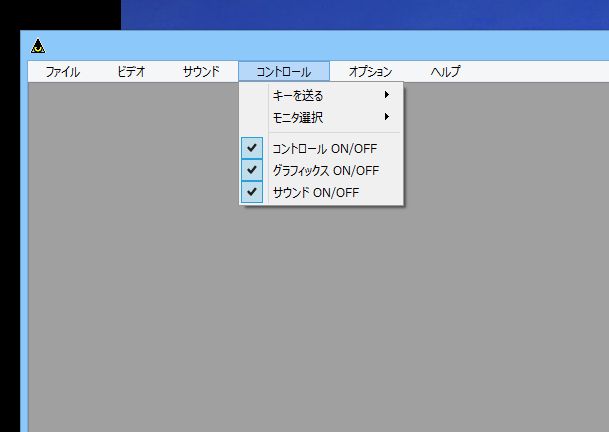 ファイル ビデオ サウンド コントロール オプション ヘルプ
キーを送る
モニタ選択
コントロール ON/OFF
グラフィックス ON/OFF
サウンド ON/OFF